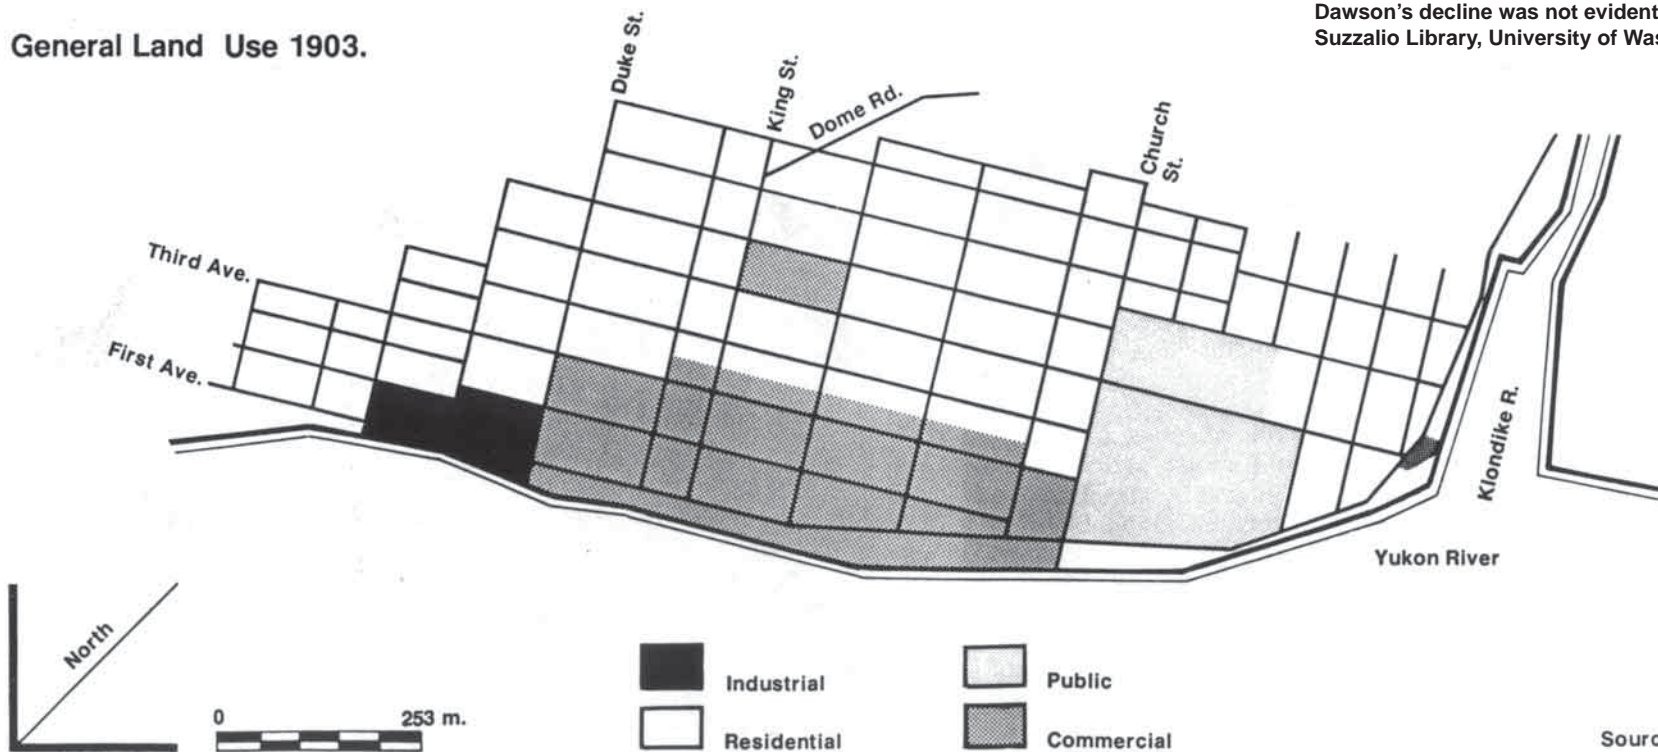 Dawson's decline was not evident
Suzzalio Library, University of Was
General Land Use 1903.
Duke St.
King St.
Dome Rd.
Church
St.
Third Ave.
First Ave.
Klondike R.
Yukon River
North
0 253 m.
Industrial
Public
Residential
Commercial
Sourc